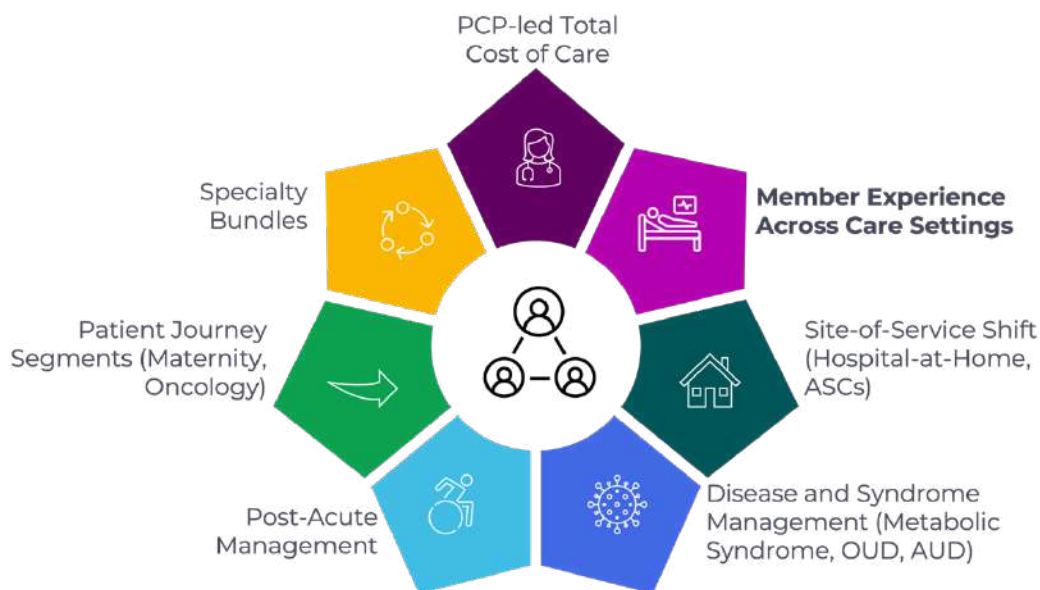 PCP-led Total
Cost of Care
Specialty
Bundles
Member Experience
Across Care Settings
Patient Journey
Segments (Maternity,
Oncology)
Site-of-Service Shift
(Hospital-at-Home,
ASCs)
Post-Acute
Management
Disease and Syndrome
Management (Metabolic
Syndrome, OUD, AUD)